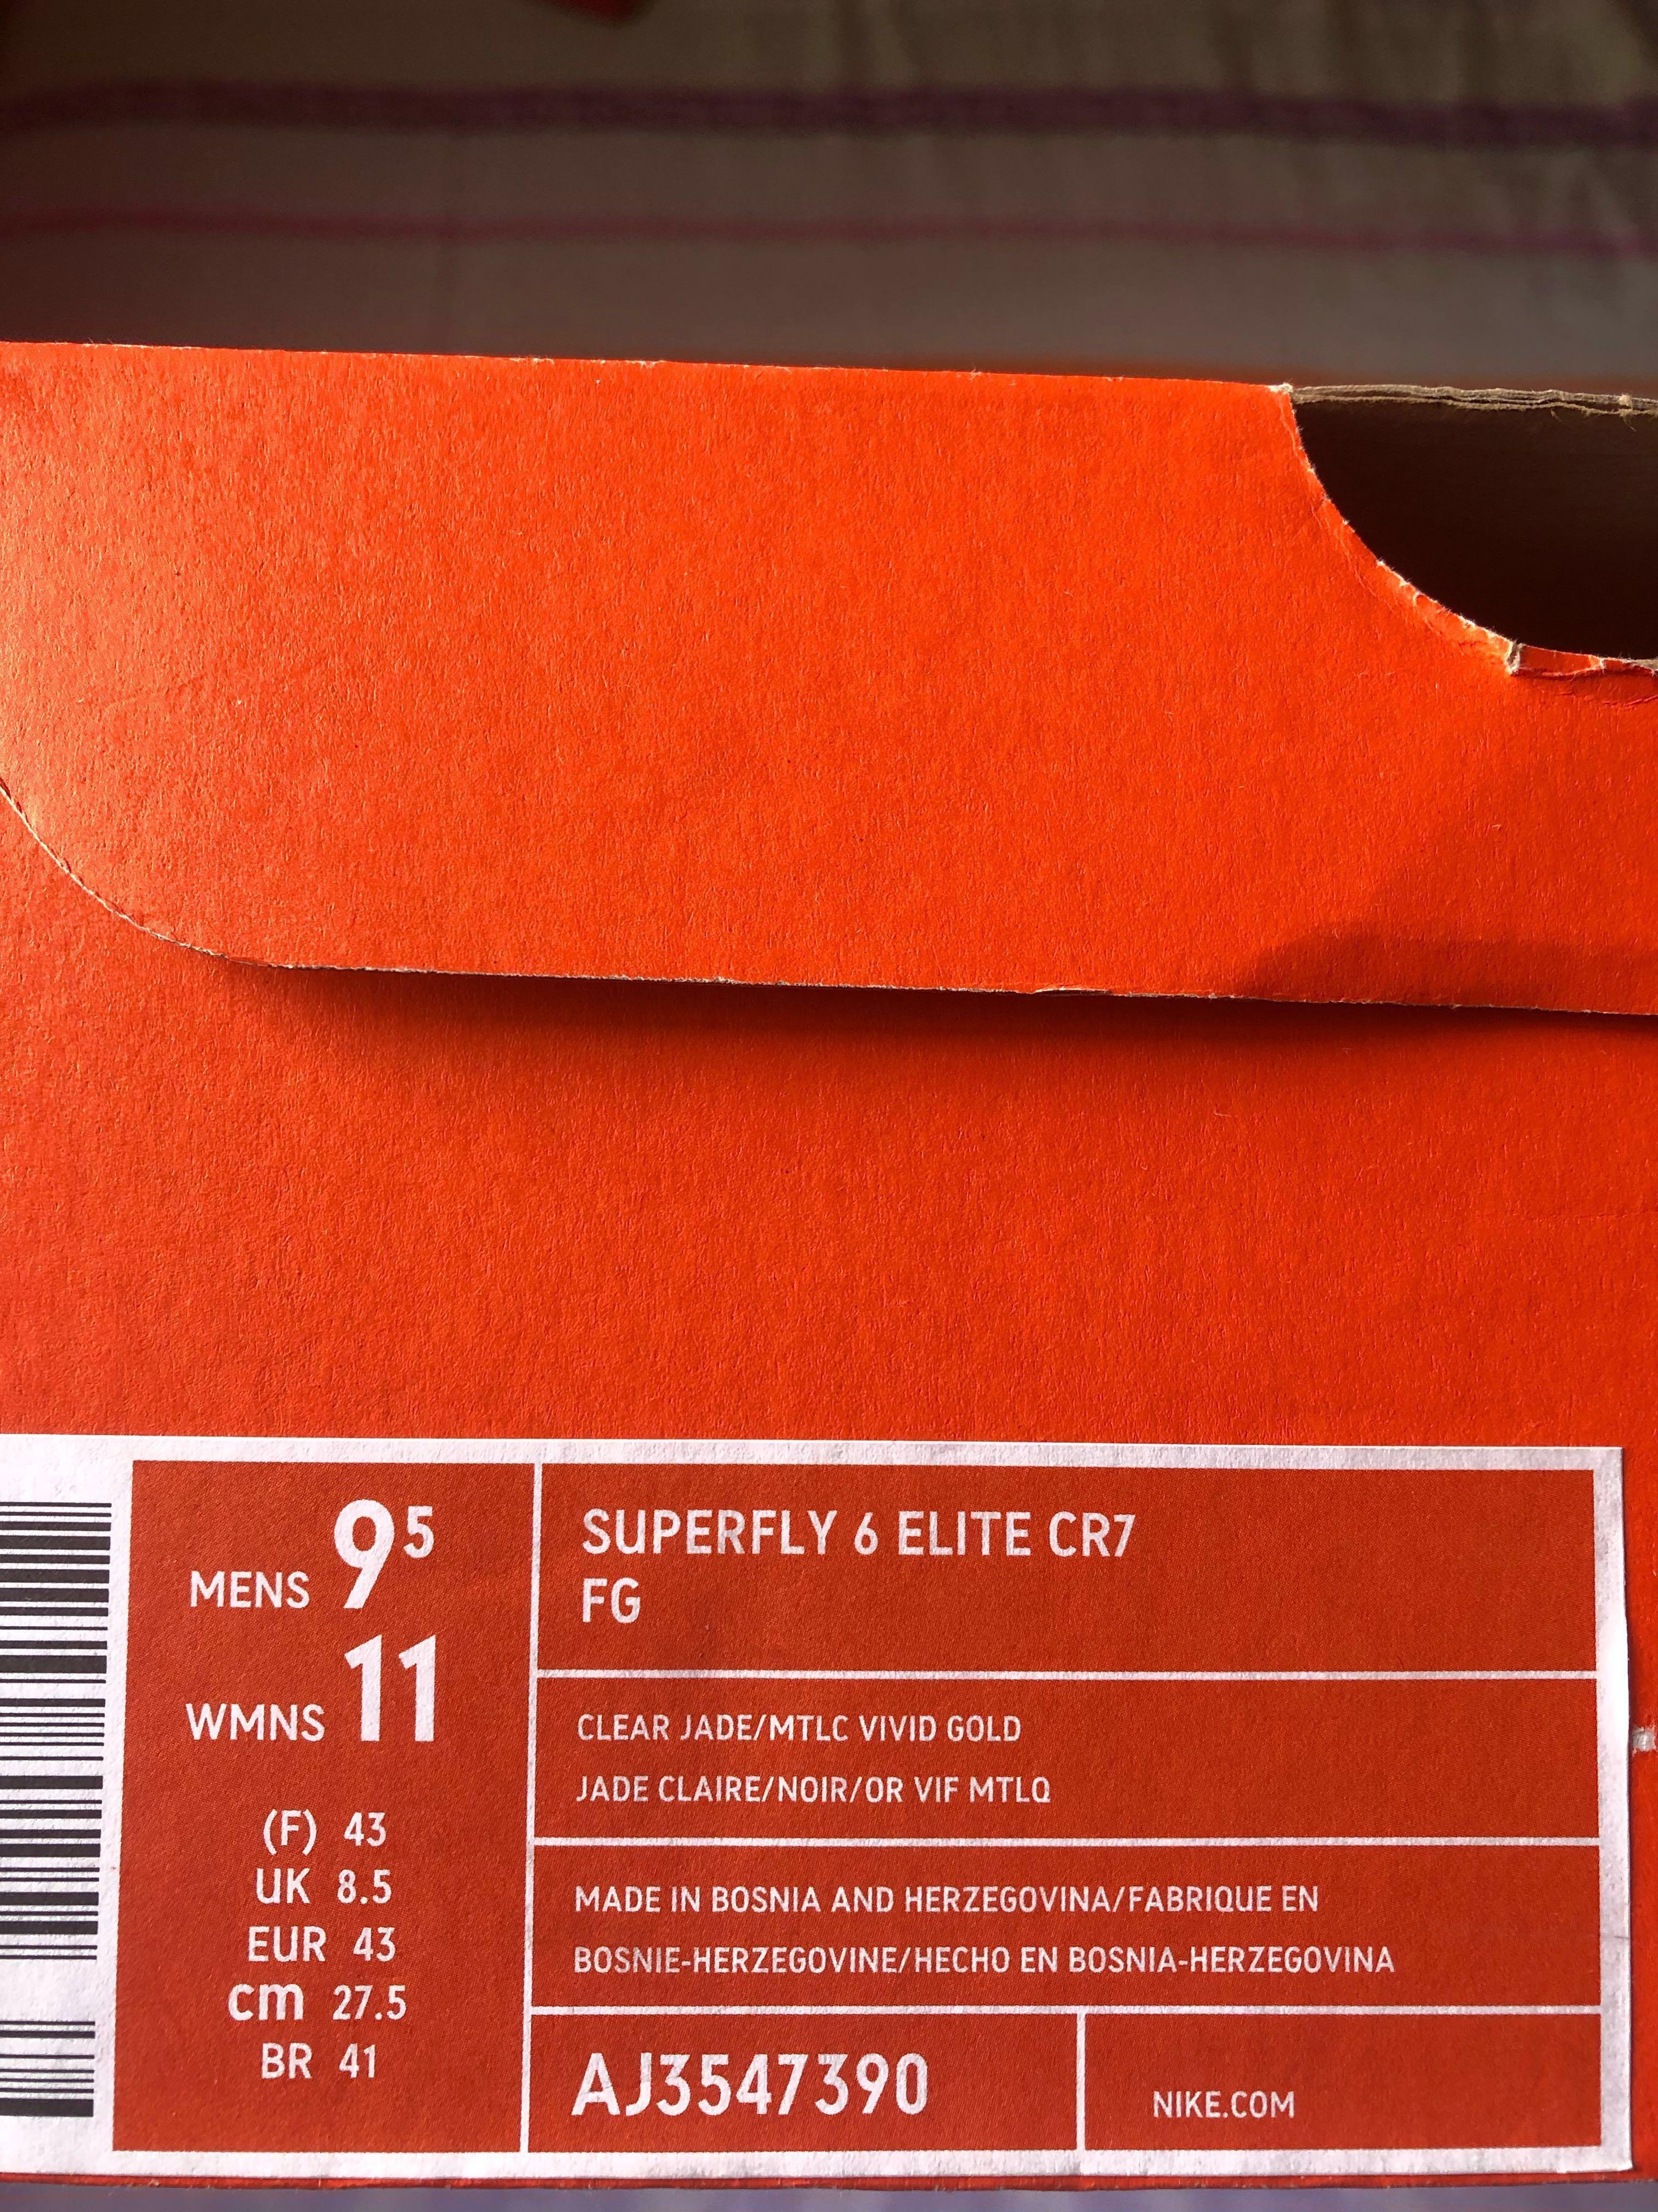 MENS 9⁵
WMNS 11
(F) 43
UK 8.5
EUR 43
cm 27.5
BR 41
SUPERFLY 6 ELITE CR7
FG
CLEAR JADE/MTLC VIVID GOLD
JADE CLAIRE/NOIR/OR VIF MTLQ
MADE IN BOSNIA AND HERZEGOVINA/FABRIQUE EN
BOSNIE-HERZEGOVINE/HECHO EN BOSNIA-HERZEGOVINA
AJ3547390
NIKE.COM